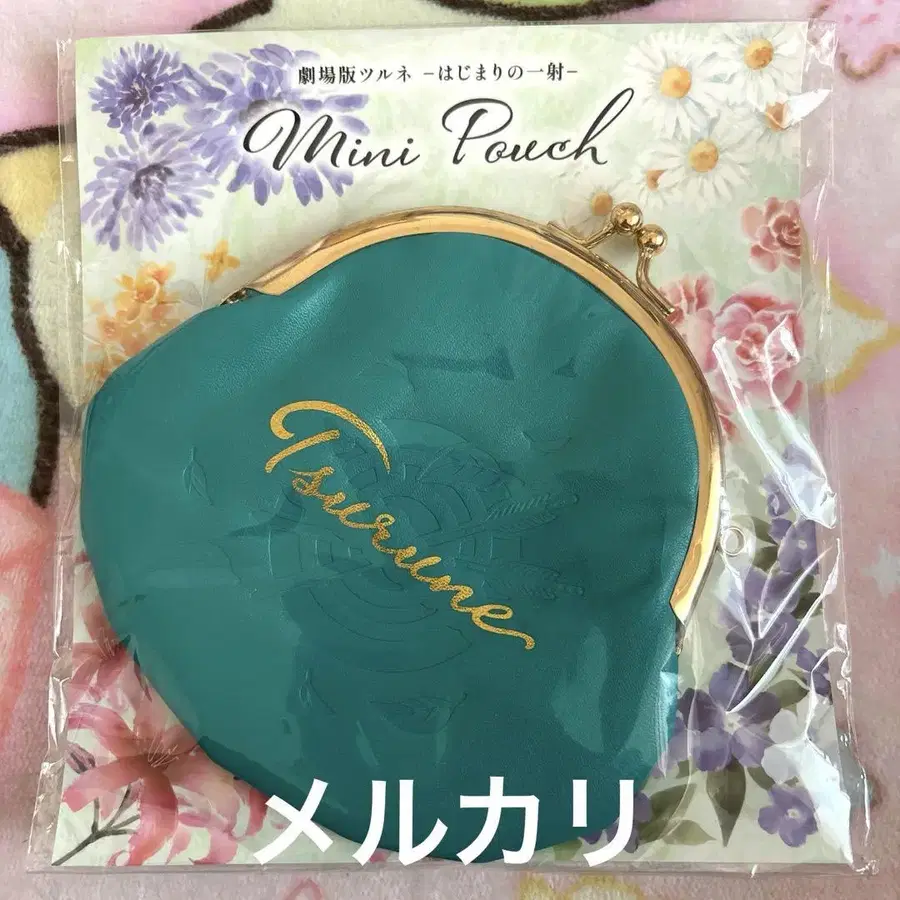 劇場版ツルネ −はじまりの一射−
Mini Pouch
Tsurune
メルカリ